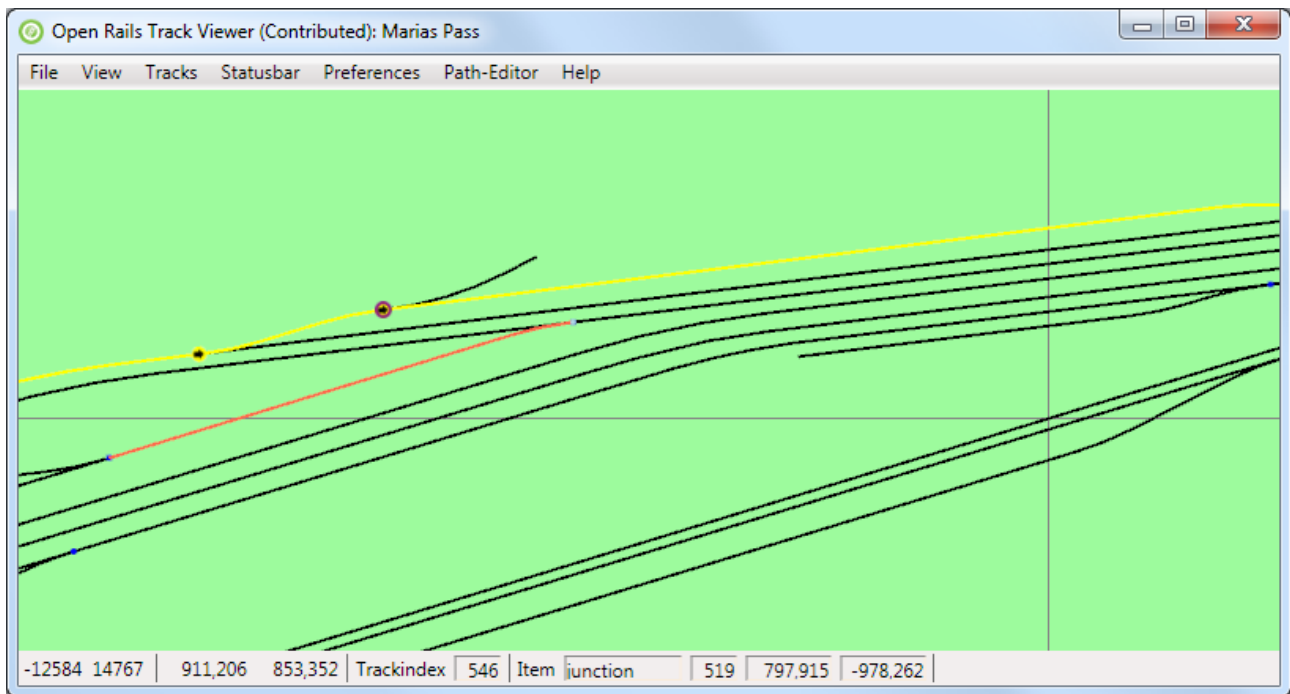 Open Rails Track Viewer (Contributed): Marias Pass
File View Tracks Statusbar Preferences Path-Editor Help
-12584 14767 911,206 853,352 Trackindex 546 Item junction 519 797,915 -978,262